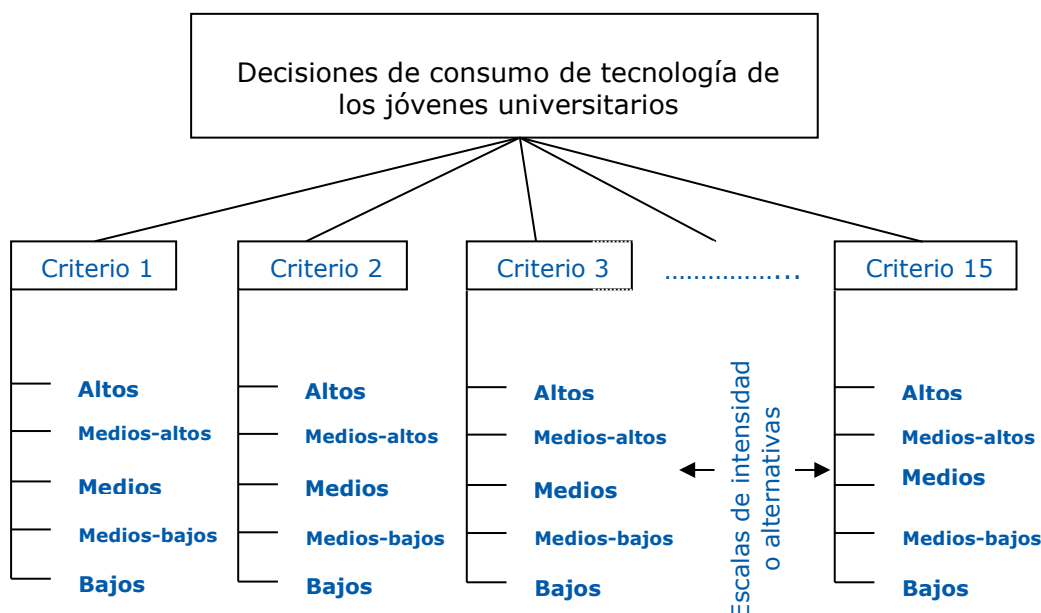 Decisiones de consumo de tecnología de
los jóvenes universitarios
Criterio 1
Criterio 2
Criterio 3
...................
Criterio 15
Altos
Medios-altos
Medios
Medios-bajos
Bajos
Altos
Medios-altos
Medios
Medios-bajos
Bajos
Altos
Medios-altos
Medios
Medios-bajos
Bajos
Escalas de intensidad
o alternativas
Altos
Medios-altos
Medios
Medios-bajos
Bajos